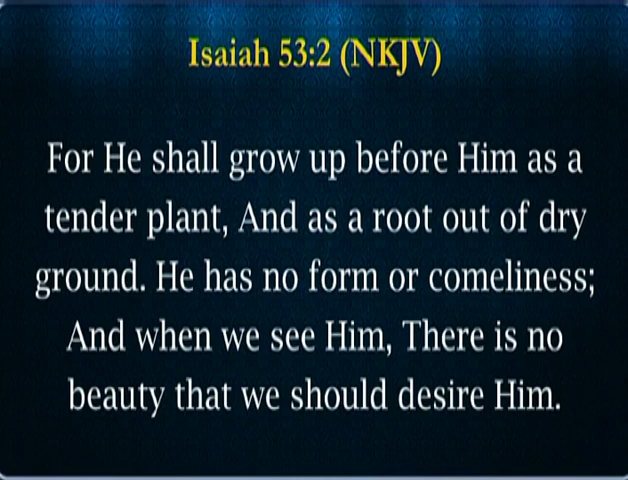 Isaiah 53:2 (NKJV)
For He shall grow up before Him as a
tender plant, And as a root out of dry
ground. He has no form or comeliness;
And when we see Him, There is no
beauty that we should desire Him.